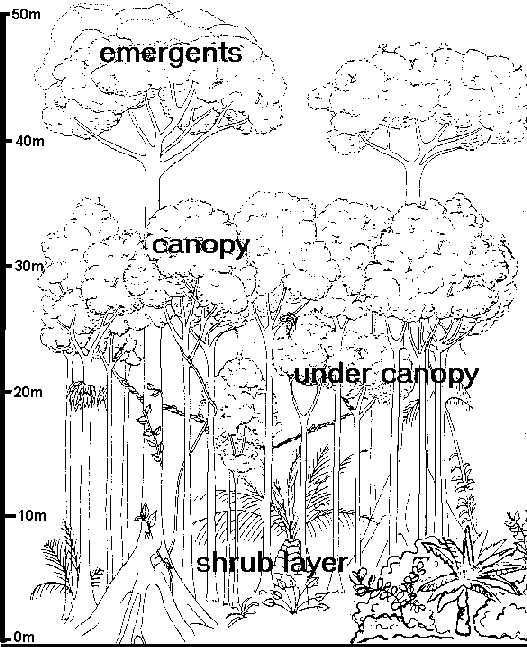 50m
emergents
40m
canopy
30m
under canopy
20m
10m
shrub layer
0m